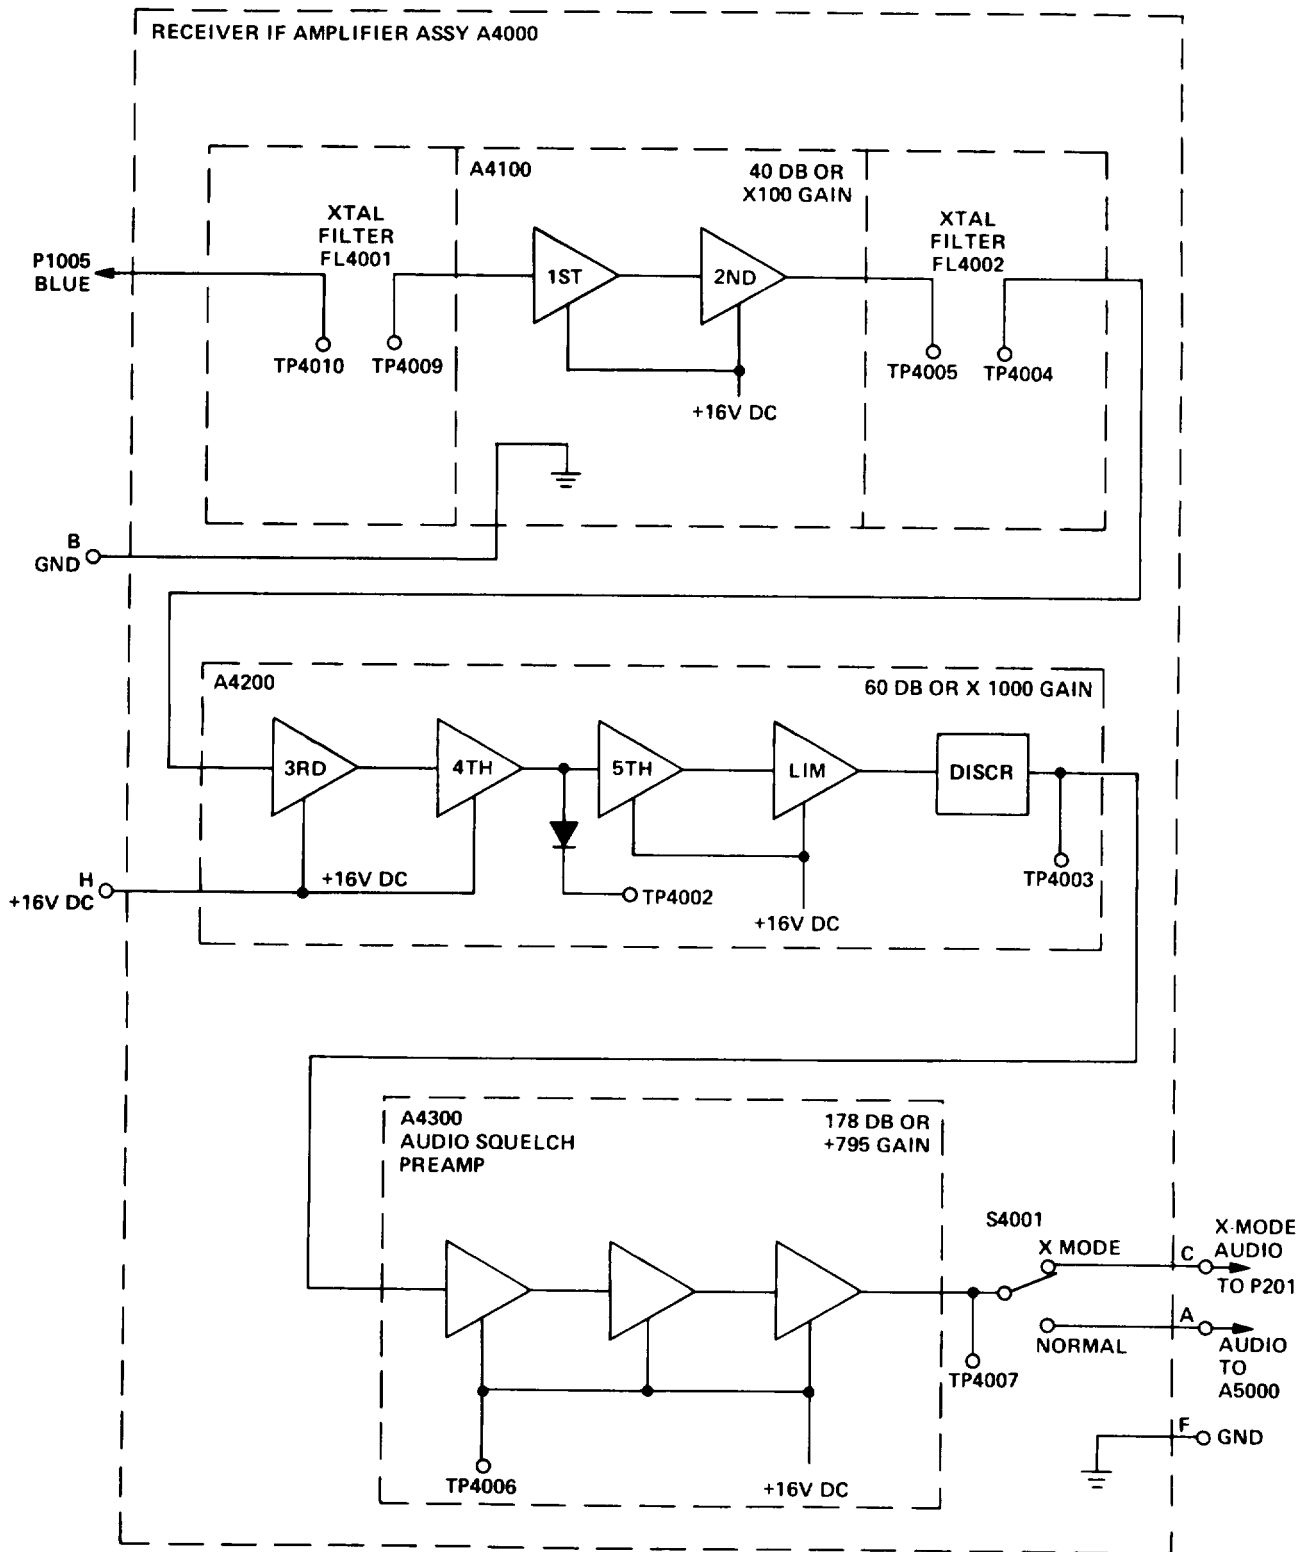 RECEIVER IF AMPLIFIER ASSY A4000
A4100
40 DB OR
X100 GAIN
XTAL
FILTER
FL4001
XTAL
FILTER
FL4002
P1005
BLUE
1ST
2ND
TP4010
TP4009
TP4005
TP4004
+16V DC
B
GND
A4200
60 DB OR X 1000 GAIN
3RD
4TH
5TH
LIM
DISCR
H
+16V DC
+16V DC
TP4002
TP4003
+16V DC
A4300
AUDIO SQUELCH
PREAMP
178 DB OR
+795 GAIN
S4001
X MODE
C
X-MODE
AUDIO
TO P201
NORMAL
A
AUDIO
TO
A5000
TP4007
F
GND
TP4006
+16V DC